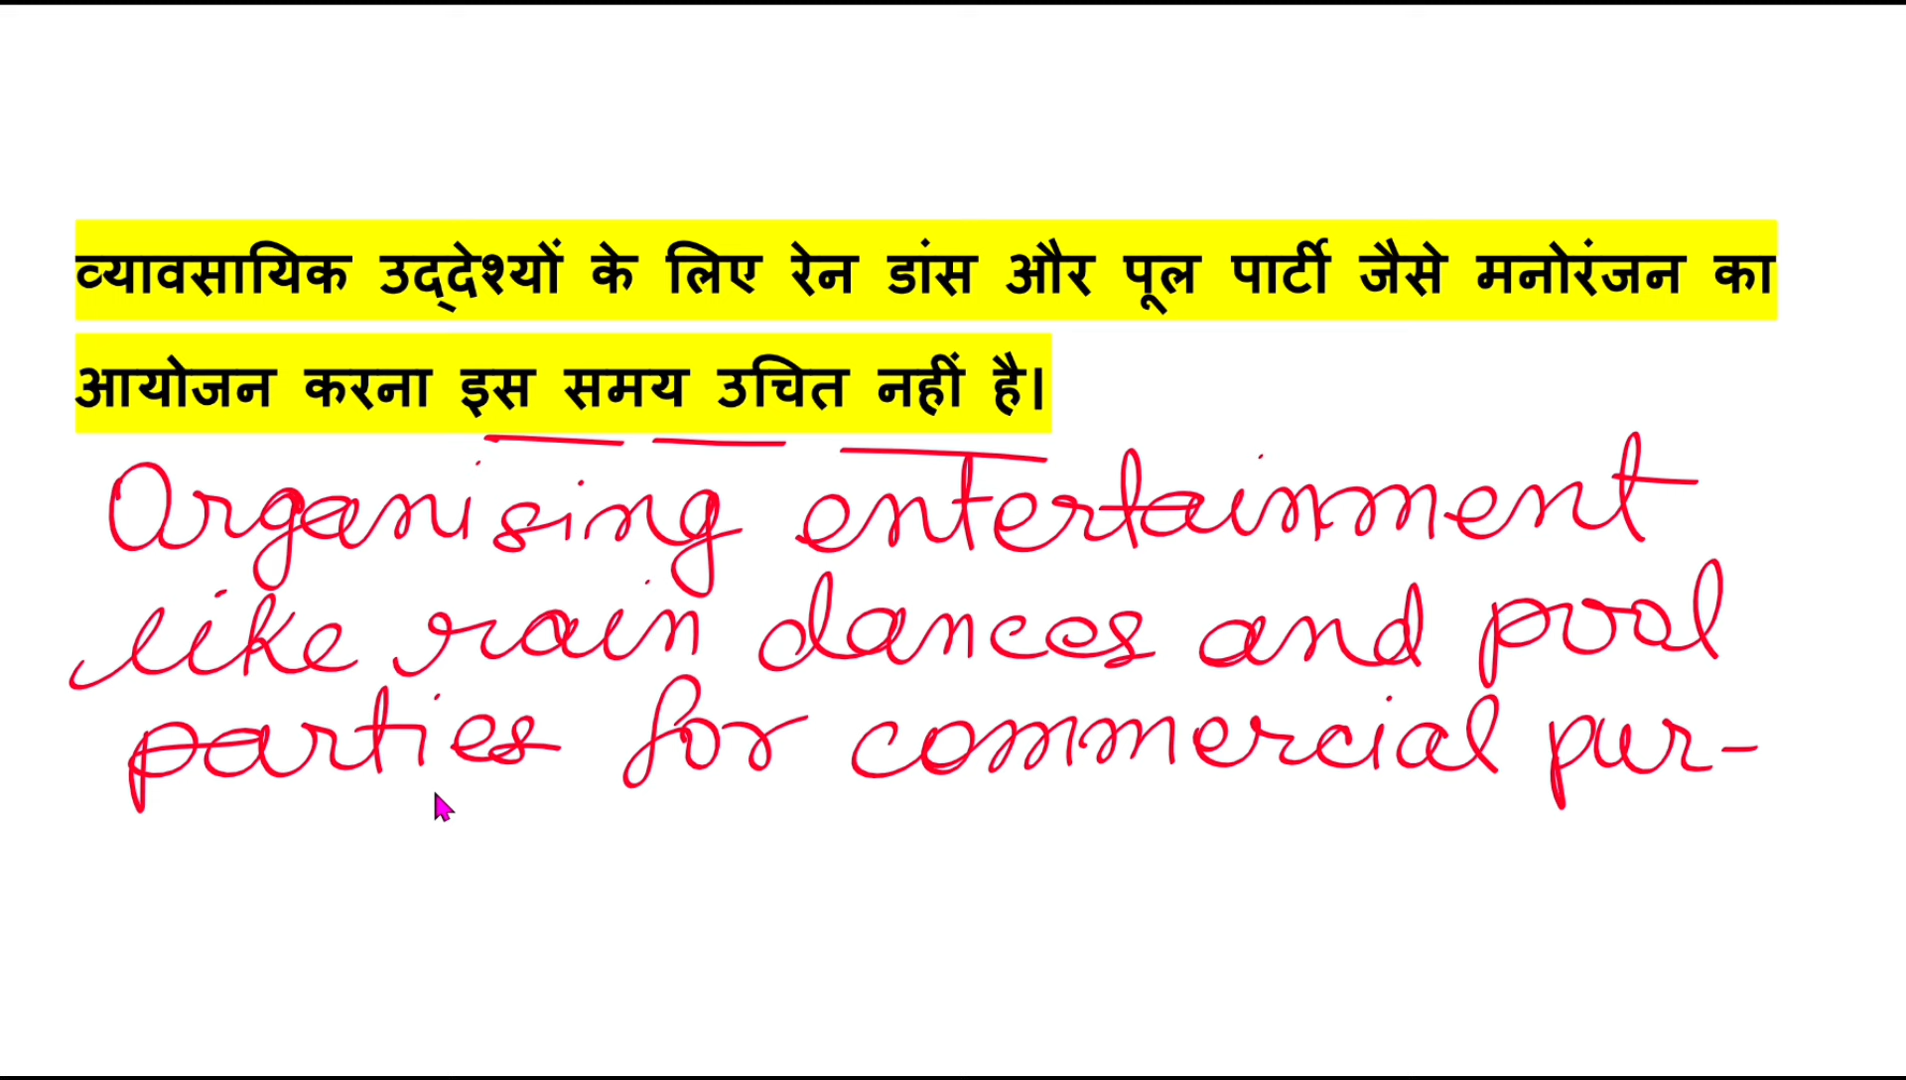 व्यावसायिक उद्देश्यों के लिए रेन डांस और पूल पार्टी जैसे मनोरंजन का
आयोजन करना इस समय उचित नहीं है।
Organising entertainment
like rain dances and pool
parties for commercial pur-